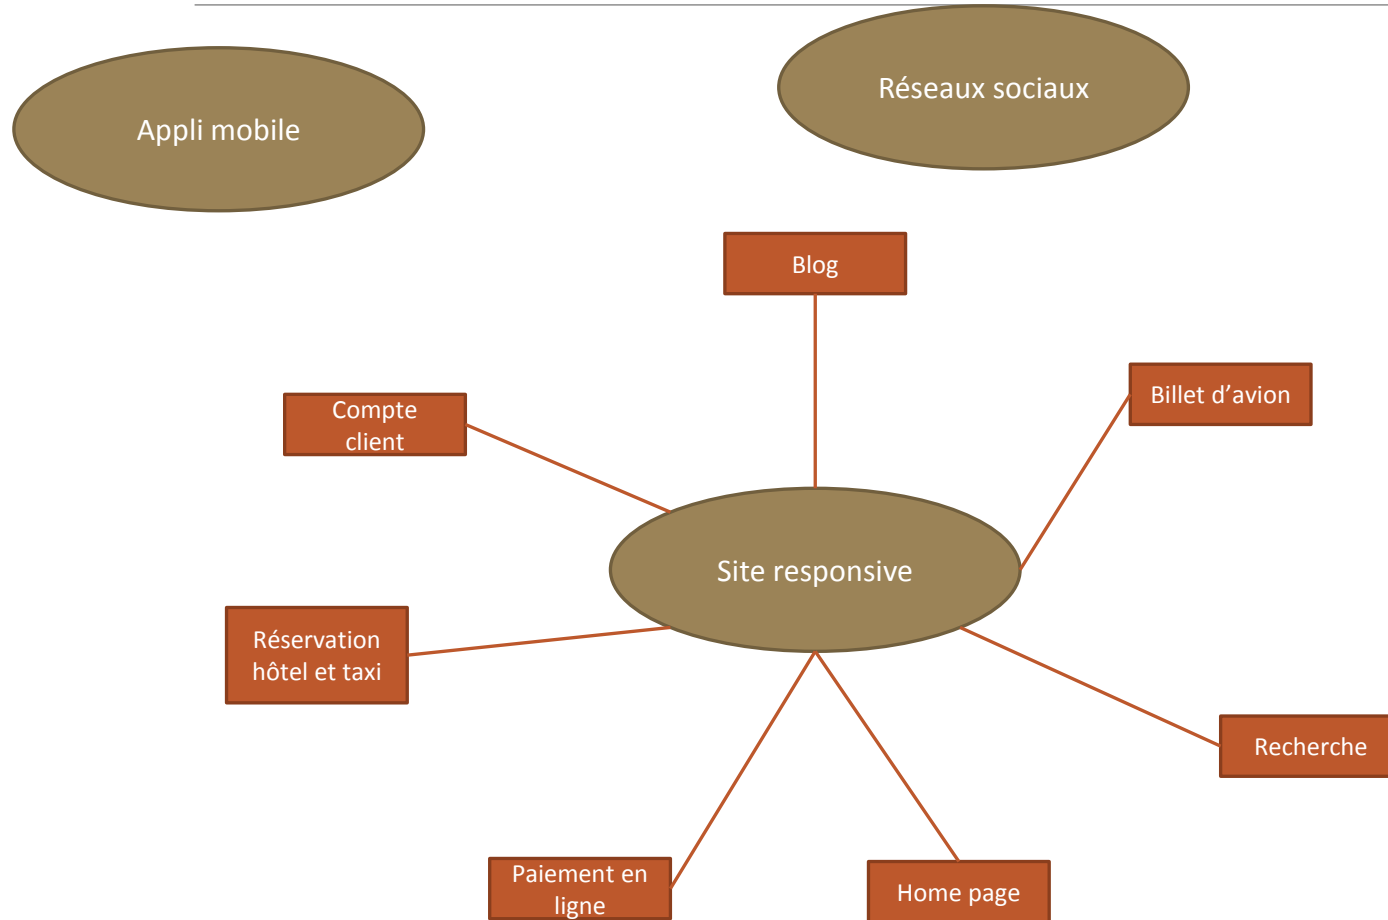 Réseaux sociaux
Appli mobile
Blog
Billet d’avion
Compte
client
Site responsive
Réservation
hôtel et taxi
Recherche
Paiement en
ligne
Home page